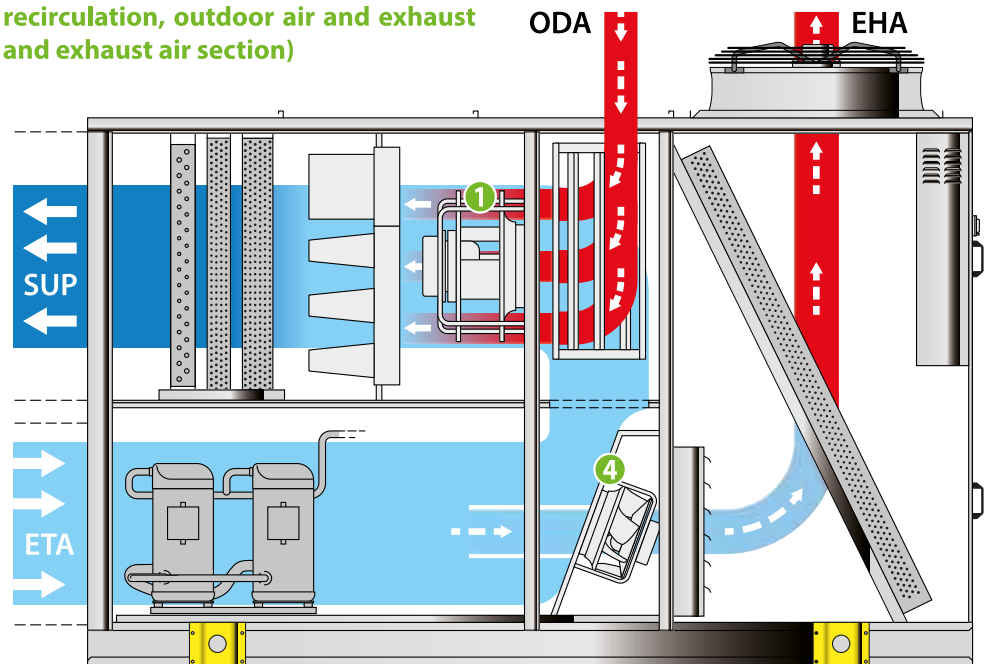 recirculation, outdoor air and exhaust
and exhaust air section)
ODA
EHA
1
SUP
4
ETA